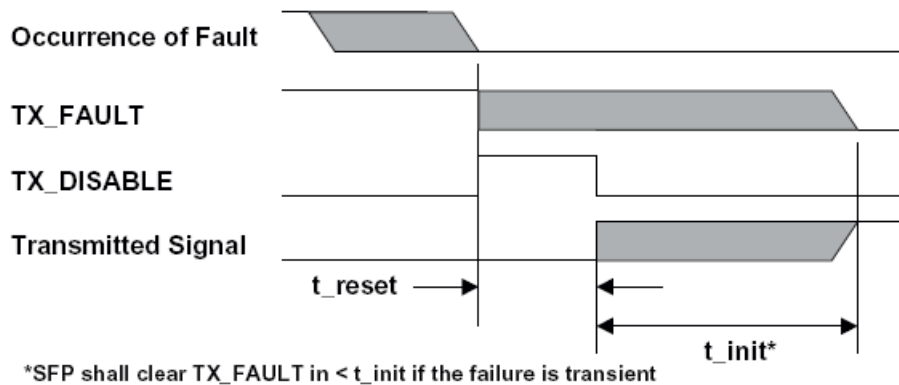 Occurrence of Fault
TX_FAULT
TX_DISABLE
Transmitted Signal
t_reset
t_init*
*SFP shall clear TX_FAULT in < t_init if the failure is transient